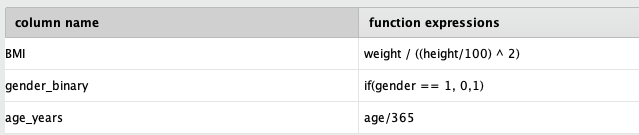 column name function expressions
BMI weight / ((height/100) ^ 2)
gender_binary if(gender == 1, 0,1)
age_years age/365